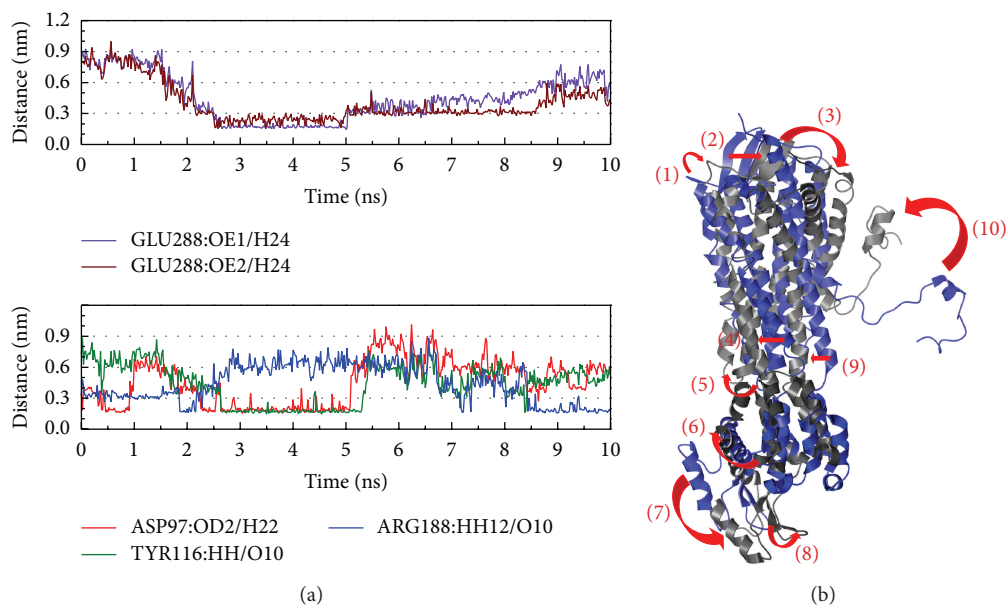 Distance (nm)
1.2
0.9
0.6
0.3
0.0
0 1 2 3 4 5 6 7 8 9 10
Time (ns)
GLU288:OE1/H24
GLU288:OE2/H24
Distance (nm)
0.9
0.6
0.3
0.0
0 1 2 3 4 5 6 7 8 9 10
Time (ns)
ASP97:OD2/H22 ARG188:HH12/O10
TYR116:HH/O10
(a)
(1)
(2)
(3)
(10)
(4)
(9)
(5)
(6)
(7)
(8)
(b)